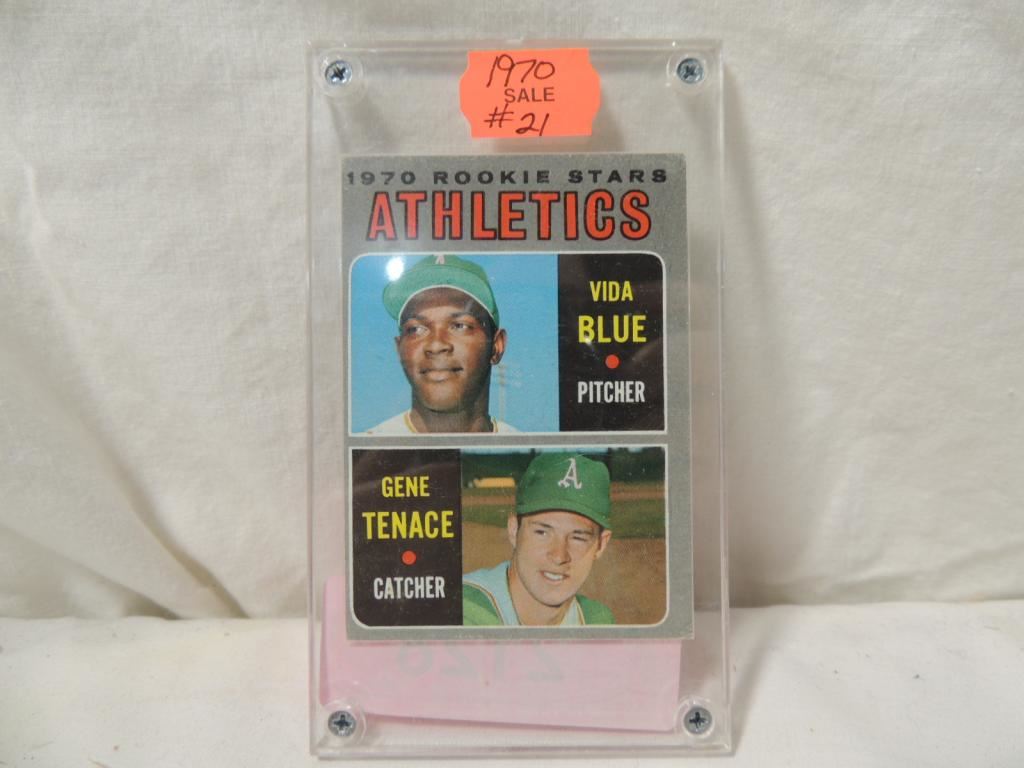 1970
SALE
#21
1970 ROOKIE STARS
ATHLETICS
A
VIDA
BLUE
PITCHER
GENE
TENACE
CATCHER
A